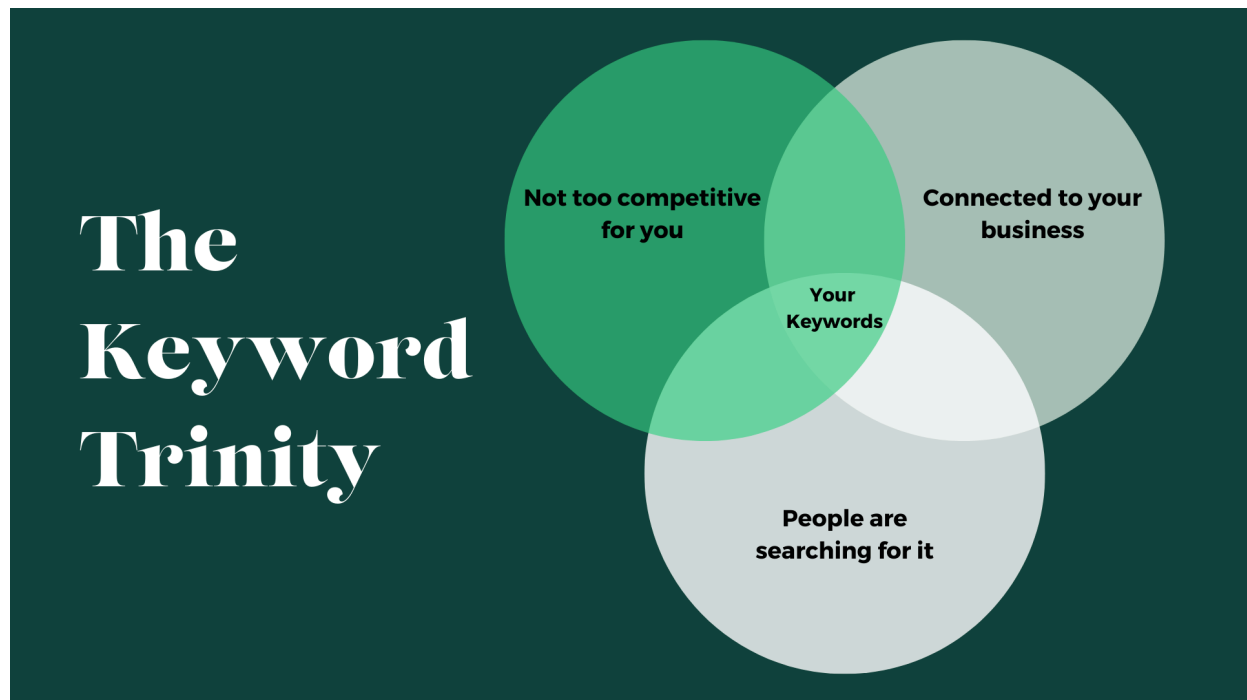 The
Keyword
Trinity
Not too competitive
for you
Connected to your
business
Your
Keywords
People are
searching for it